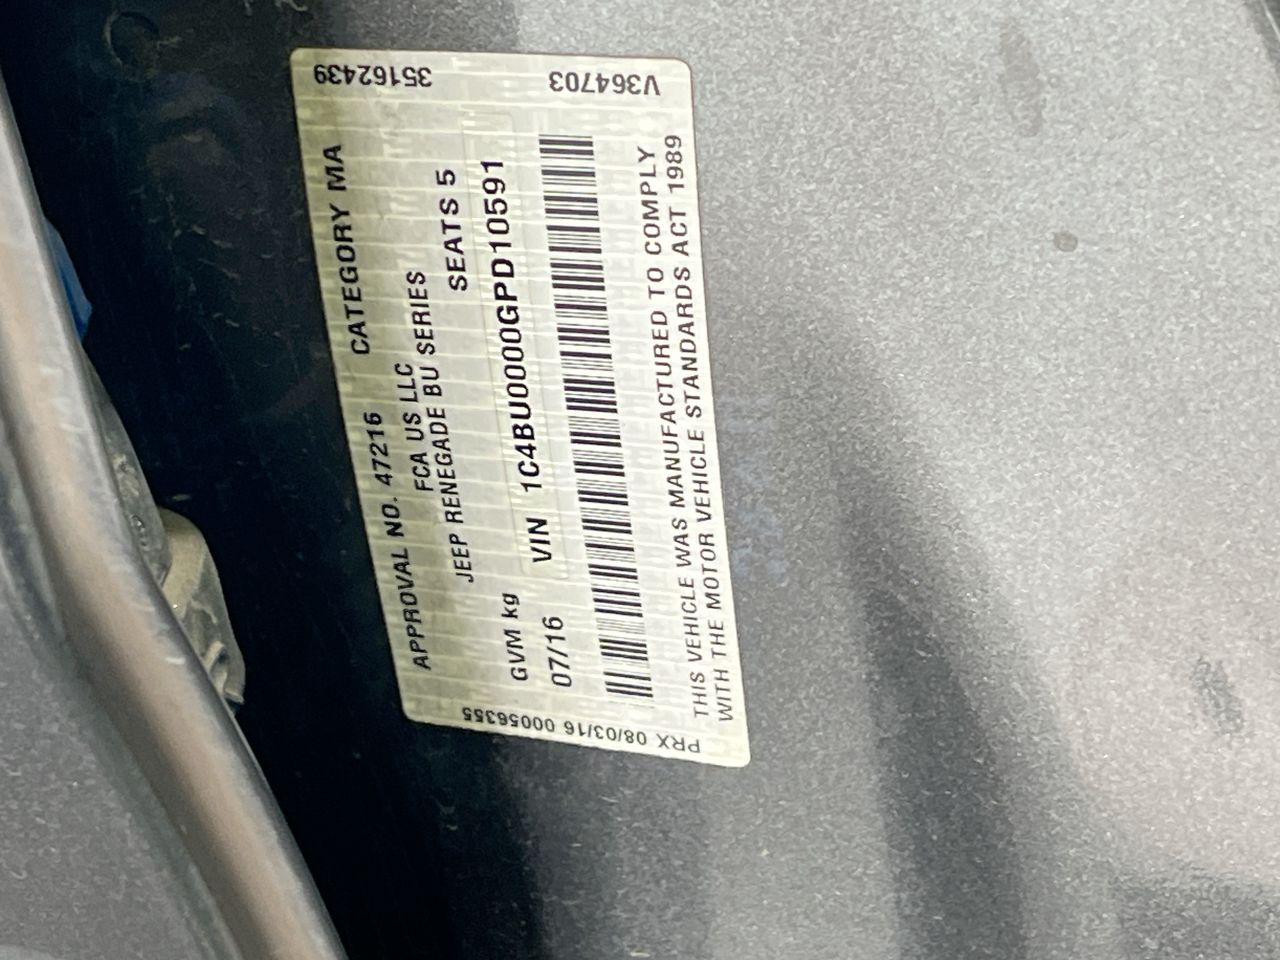 APPROVAL NO. 47216 CATEGORY MA
FCA US LLC
JEEP RENEGADE BU SERIES
GVM kg SEATS 5
07/16 VIN 1C4BU0000GPD10591
THIS VEHICLE WAS MANUFACTURED TO COMPLY
WITH THE MOTOR VEHICLE STANDARDS ACT 1989
PRX 08/03/16 00056355
V364703 35162439